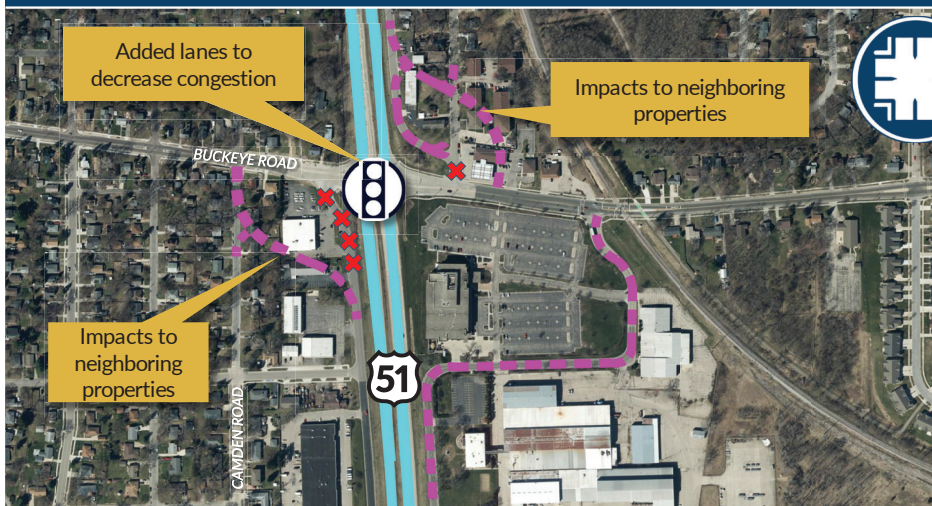 Added lanes to
decrease congestion
Impacts to neighboring
properties
BUCKEYE ROAD
Impacts to
neighboring
properties
51
CAMDEN ROAD